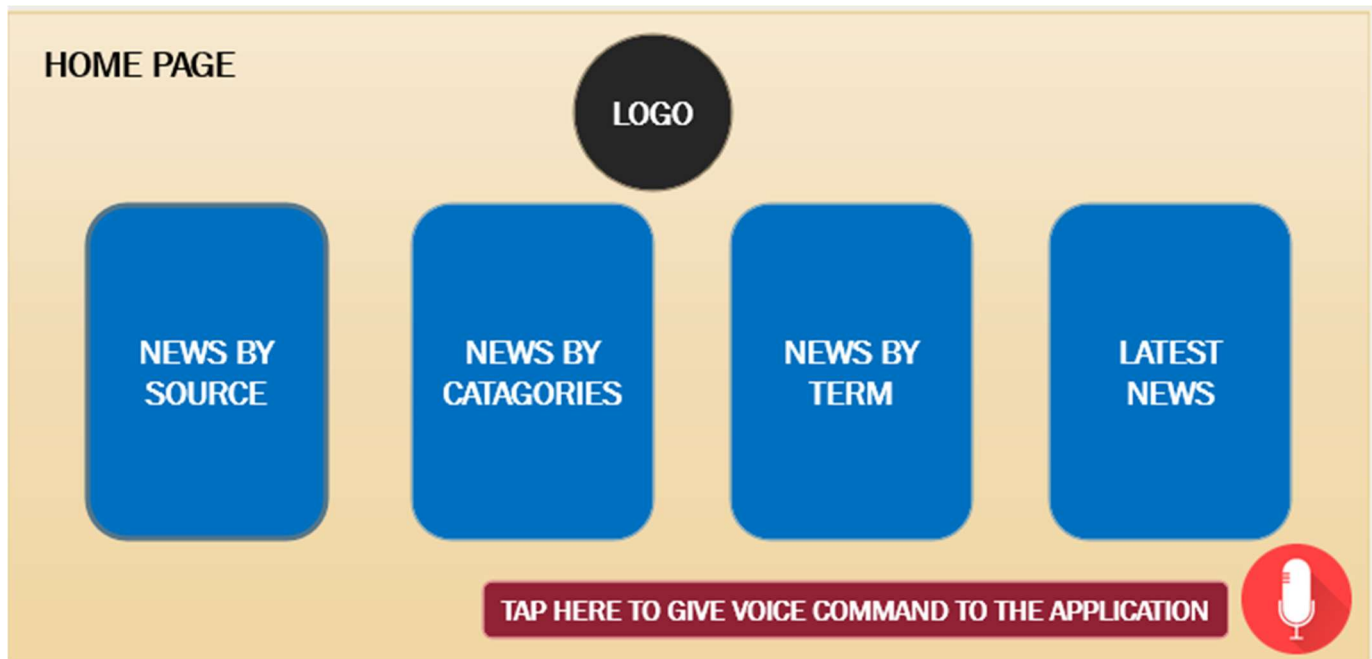 HOME PAGE
LOGO
NEWS BY
SOURCE
NEWS BY
CATAGORIES
NEWS BY
TERM
LATEST
NEWS
TAP HERE TO GIVE VOICE COMMAND TO THE APPLICATION